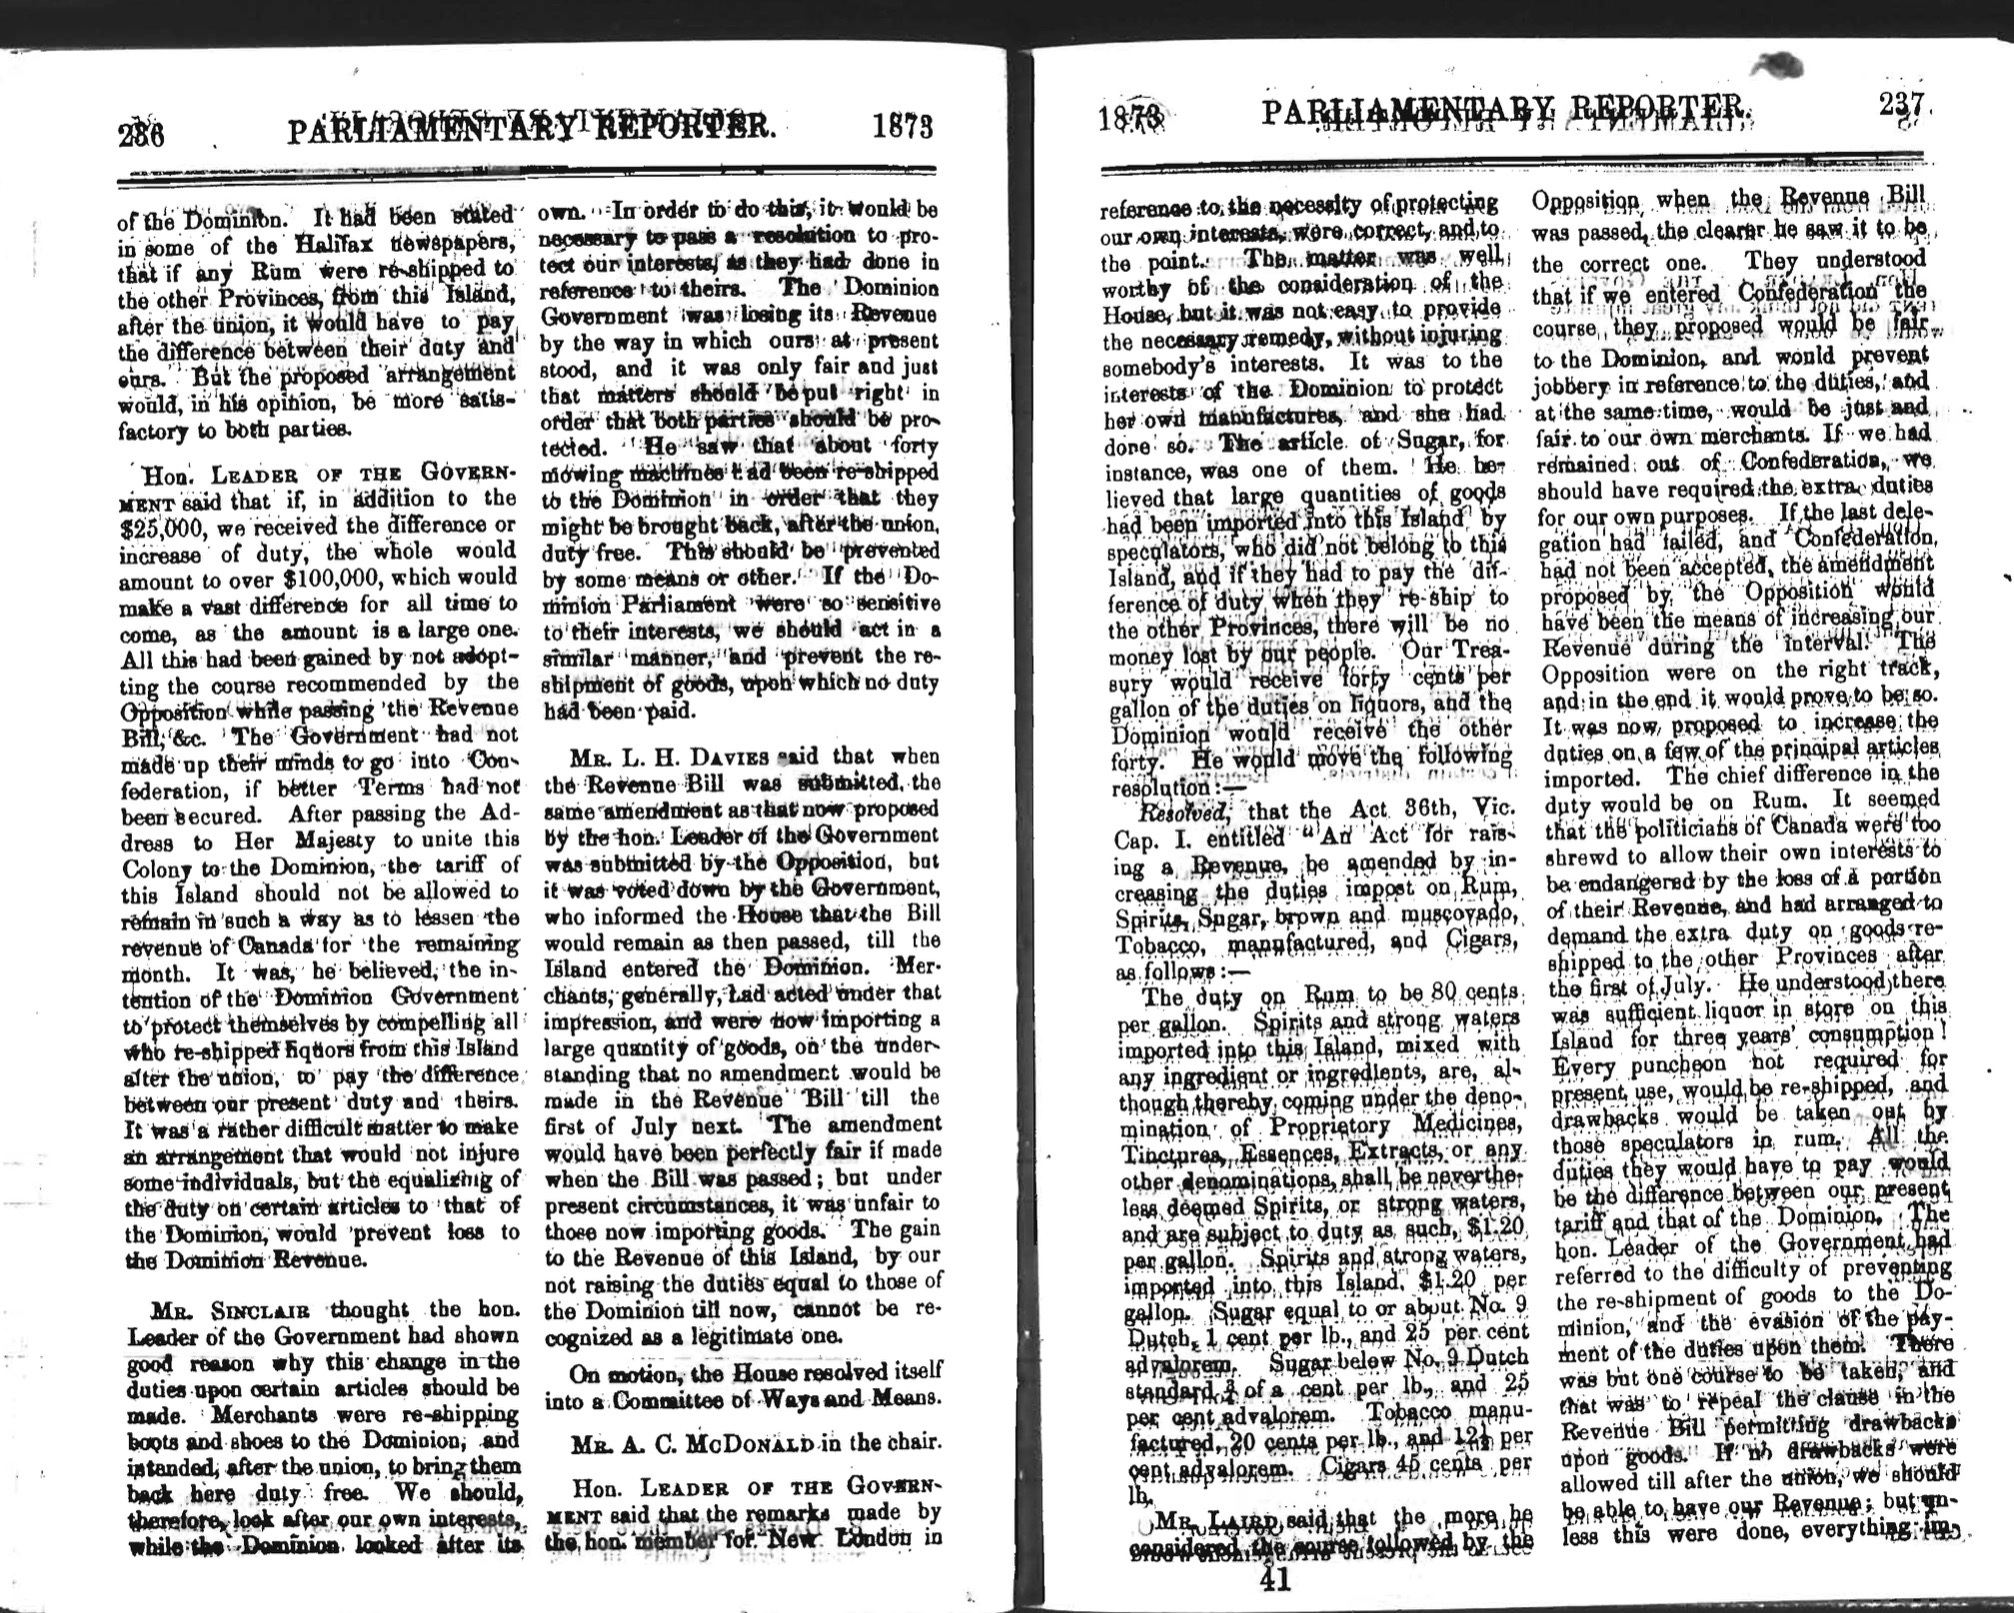 236 PARLIAMENTARY REPORTER. 1873
of the Dominion. It had been stated
in some of the Halifax newspapers,
that if any Rum were re-shipped to
the other Provinces, from this Island,
after the union, it would have to pay
the difference between their duty and
ours. But the proposed arrangement
would, in his opinion, be more satis-
factory to both parties.
Hon. LEADER OF THE GOVERN-
MENT said that if, in addition to the
$25,000, we received the difference or
increase of duty, the whole would
amount to over $100,000, which would
make a vast difference for all time to
come, as the amount is a large one.
All this had been gained by not adopt-
ting the course recommended by the
Opposition while passing the Revenue
Bill, &c. The Government had not
made up their minds to go into Con-
federation, if better Terms had not
been secured. After passing the Ad-
dress to Her Majesty to unite this
Colony to the Dominion, the tariff of
this Island should not be allowed to
remain in such a way as to lessen the
revenue of Canada for the remaining
month. It was, he believed, the in-
tention of the Dominion Government
to protect themselves by compelling all
who re-shipped liquors from this Island
after the union, to pay the difference
between our present duty and theirs.
It was a rather difficult matter to make
an arrangement that would not injure
some individuals, but the equalizing of
the duty on certain articles to that of
the Dominion, would prevent loss to
the Dominion Revenue.
MR. SINCLAIR thought the hon.
Leader of the Government had shown
good reason why this change in the
duties upon certain articles should be
made. Merchants were re-shipping
boots and shoes to the Dominion, and
intended, after the union, to bring them
back here duty free. We should,
therefore, look after our own interests,
while the Dominion looked after its
own. In order to do this, it would be
necessary to pass a resolution to pro-
tect our interests, as they had done in
reference to theirs. The Dominion
Government was losing its Revenue
by the way in which ours at present
stood, and it was only fair and just
that matters should be put right in
order that both parties should be pro-
tected. He saw that about forty
mowing machines had been re-shipped
to the Dominion in order that they
might be brought back, after the union,
duty free. This should be prevented
by some means or other. If the Do-
minion Parliament were so sensitive
to their interests, we should act in a
similar manner, and prevent the re-
shipment of goods, upon which no duty
had been paid.
MR. L. H. DAVIES said that when
the Revenue Bill was submitted, the
same amendment as that now proposed
by the hon. Leader of the Government
was submitted by the Opposition, but
it was voted down by the Government,
who informed the House that the Bill
would remain as then passed, till the
Island entered the Dominion. Mer-
chants, generally, had acted under that
impression, and were now importing a
large quantity of goods, on the under-
standing that no amendment would be
made in the Revenue Bill till the
first of July next. The amendment
would have been perfectly fair if made
when the Bill was passed; but under
present circumstances, it was unfair to
those now importing goods. The gain
to the Revenue of this Island, by our
not raising the duties equal to those of
the Dominion till now, cannot be re-
cognized as a legitimate one.
On motion, the House resolved itself
into a Committee of Ways and Means.
MR. A. C. MCDONALD in the chair.
Hon. LEADER OF THE GOVERN-
MENT said that the remarks made by
the hon. member for New London in
1873 PARLIAMENTARY REPORTER. 237
reference to the necessity of protecting
our own interests, were correct, and to
the point. The matter was well
worthy of the consideration of the
House, but it was not easy to provide
the necessary remedy, without injuring
somebody's interests. It was to the
interests of the Dominion to protect
her own manufactures, and she had
done so. The article of Sugar, for
instance, was one of them. He be-
lieved that large quantities of goods
had been imported into this Island by
speculators, who did not belong to this
Island, and if they had to pay the dif-
ference of duty when they re-ship to
the other Provinces, there will be no
money lost by our people. Our Trea-
sury would receive forty cents per
gallon of the duties on liquors, and the
Dominion would receive the other
forty. He would move the following
resolution:—
Resolved, that the Act 36th, Vic.
Cap. I. entitled "An Act for rais-
ing a Revenue, be amended by in-
creasing the duties impost on Rum,
Spirits, Sugar, brown and muscovado,
Tobacco, manufactured, and Cigars,
as follows:—
The duty on Rum to be 80 cents
per gallon. Spirits and strong waters
imported into this Island, mixed with
any ingredient or ingredients, are, al-
though thereby coming under the deno-
mination of Proprietory Medicines,
Tinctures, Essences, Extracts, or any
other denominations, shall be neverthe-
less deemed Spirits, or strong waters,
and are subject to duty as such, $1.20
per gallon. Spirits and strong waters,
imported into this Island, $1.20 per
gallon. Sugar equal to or about No. 9
Dutch, 1 cent per lb., and 25 per cent
advalorem. Sugar below No. 9 Dutch
standard ¾ of a cent per lb., and 25
per cent advalorem. Tobacco manu-
factured, 20 cents per lb., and 12½ per
cent advalorem. Cigars 45 cents per
lb.
MR. LAIRD said that the more he
considered the course followed by the
41
Opposition when the Revenue Bill
was passed, the clearer he saw it to be
the correct one. They understood
that if we entered Confederation the
course they proposed would be fair
to the Dominion, and would prevent
jobbery in reference to the duties, and
at the same time, would be just and
fair to our own merchants. If we had
remained out of Confederation, we
should have required the extra duties
for our own purposes. If the last dele-
gation had failed, and Confederation,
had not been accepted, the amendment
proposed by the Opposition would
have been the means of increasing our
Revenue during the interval. The
Opposition were on the right track,
and in the end it would prove to be so.
It was now proposed to increase the
duties on a few of the principal articles
imported. The chief difference in the
duty would be on Rum. It seemed
that the politicians of Canada were too
shrewd to allow their own interests to
be endangered by the loss of a portion
of their Revenue, and had arranged to
demand the extra duty on goods re-
shipped to the other Provinces after
the first of July. He understood there
was sufficient liquor in store on this
Island for three years' consumption!
Every puncheon not required for
present use, would be re-shipped, and
drawbacks would be taken out by
those speculators in rum. All the
duties they would have to pay would
be the difference between our present
tariff and that of the Dominion. The
hon. Leader of the Government had
referred to the difficulty of preventing
the re-shipment of goods to the Do-
minion, and the evasion of the pay-
ment of the duties upon them. There
was but one course to be taken, and
that was to repeal the clause in the
Revenue Bill permitting drawbacks
upon goods. If no drawbacks were
allowed till after the union, we should
be able to have our Revenue; but un-
less this were done, everything im-